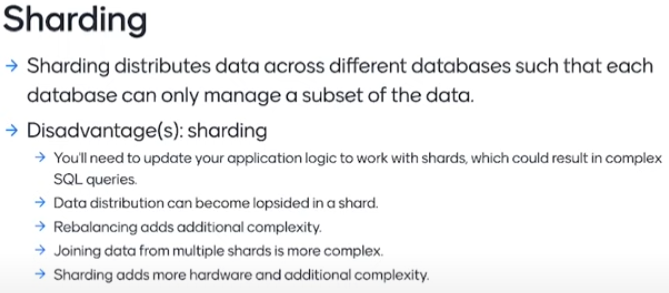 Sharding
→ Sharding distributes data across different databases such that each
database can only manage a subset of the data.
→ Disadvantage(s): sharding
→ You'll need to update your application logic to work with shards, which could result in complex
SQL queries.
→ Data distribution can become lopsided in a shard.
→ Rebalancing adds additional complexity.
→ Joining data from multiple shards is more complex.
→ Sharding adds more hardware and additional complexity.